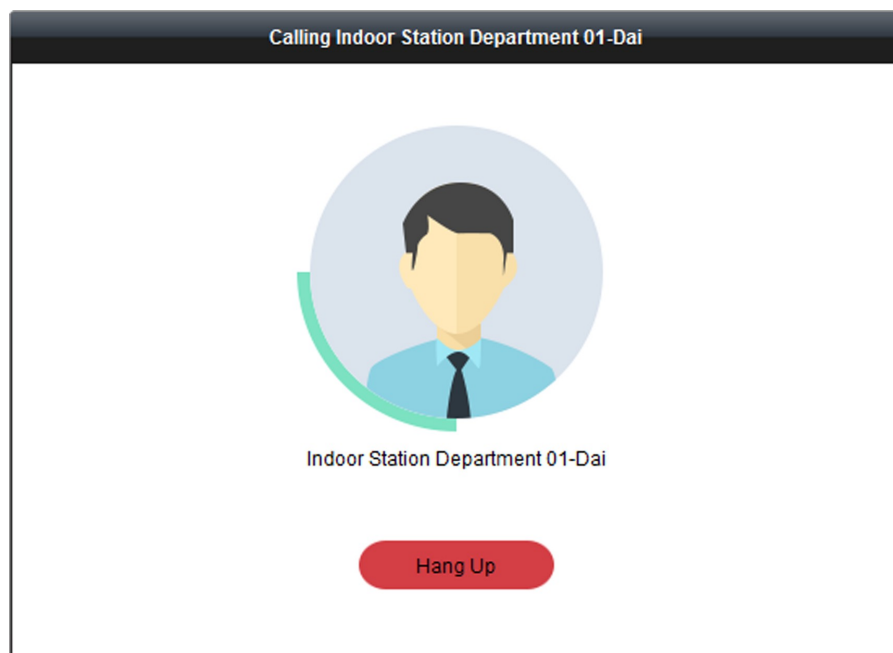 Calling Indoor Station Department 01-Dai
Indoor Station Department 01-Dai
Hang Up